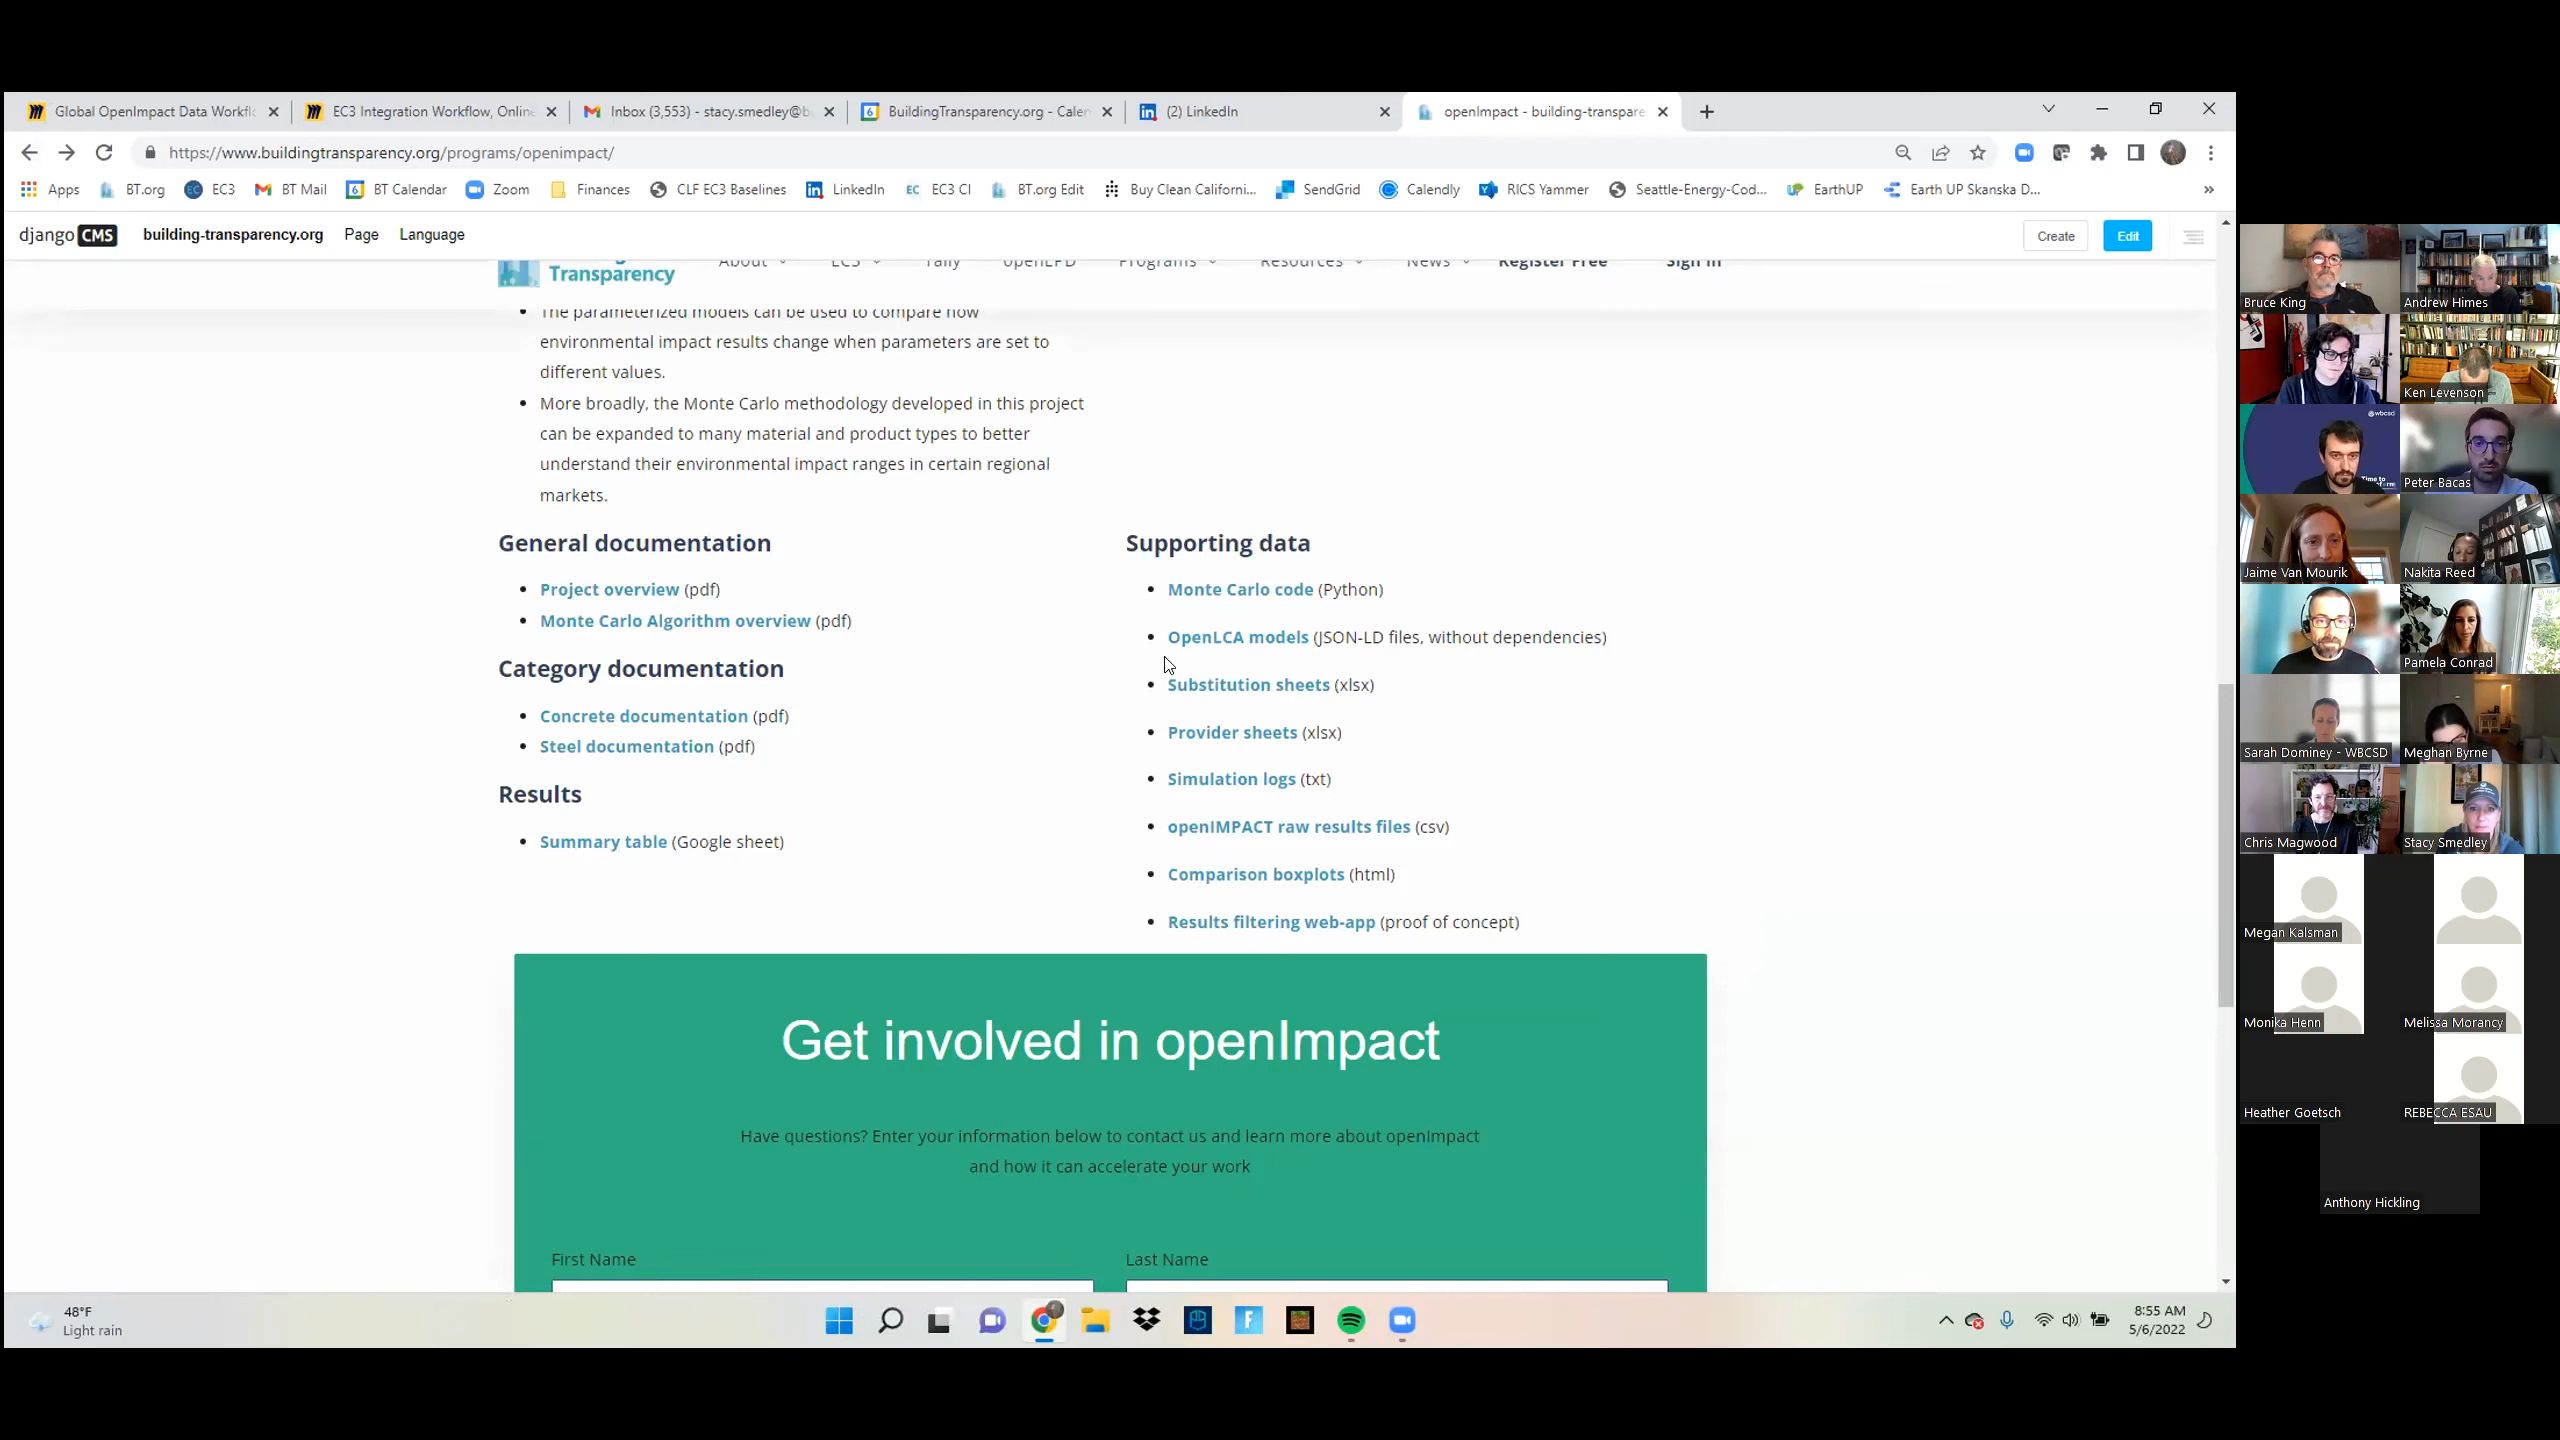 Global OpenImpact Data Workfl
EC3 Integration Workflow, Online
Inbox (3,553) - stacy.smedley@b
BuildingTransparency.org - Calen
(2) LinkedIn
openImpact - building-transpare
https://www.buildingtransparency.org/programs/openimpact/
Apps
BT.org
EC3
BT Mail
BT Calendar
Zoom
Finances
CLF EC3 Baselines
LinkedIn
EC3 CI
BT.org Edit
Buy Clean Californi...
SendGrid
Calendly
RICS Yammer
Seattle-Energy-Cod...
EarthUP
Earth UP Skanska D...
django CMS
building-transparency.org
Page
Language
Create
Edit
Transparency
About
EC3
Tally
openEPD
Programs
Resources
News
Register Free
Sign In
The parameterized models can be used to compare how
environmental impact results change when parameters are set to
different values.
More broadly, the Monte Carlo methodology developed in this project
can be expanded to many material and product types to better
understand their environmental impact ranges in certain regional
markets.
General documentation
Project overview (pdf)
Monte Carlo Algorithm overview (pdf)
Category documentation
Concrete documentation (pdf)
Steel documentation (pdf)
Results
Summary table (Google sheet)
Supporting data
Monte Carlo code (Python)
OpenLCA models (JSON-LD files, without dependencies)
Substitution sheets (xlsx)
Provider sheets (xlsx)
Simulation logs (txt)
openIMPACT raw results files (csv)
Comparison boxplots (html)
Results filtering web-app (proof of concept)
Get involved in openImpact
Have questions? Enter your information below to contact us and learn more about openImpact
and how it can accelerate your work
First Name
Last Name
48°F
Light rain
8:55 AM
5/6/2022
Bruce King
Andrew Himes
Ken Levenson
wbcsd
Peter Bacas
Jaime Van Mourik
Nakita Reed
Pamela Conrad
Sarah Dominey - WBCSD
Meghan Byrne
Chris Magwood
Stacy Smedley
Megan Kalsman
Monika Henn
Melissa Morancy
Heather Goetsch
REBECCA ESAU
Anthony Hickling